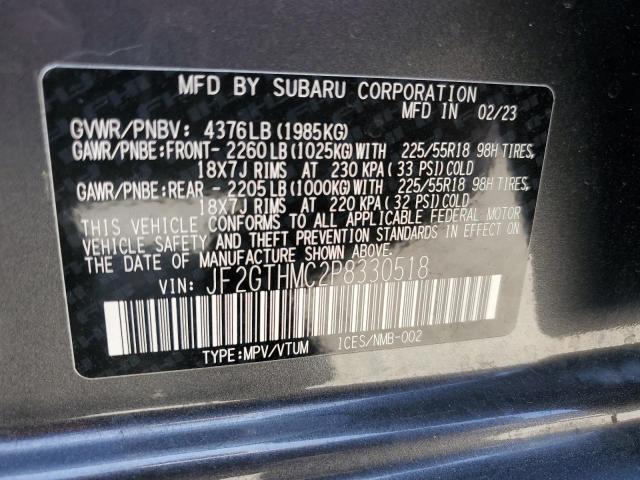 MFD BY SUBARU CORPORATION
MFD IN 02/23
GVWR/PNBV: 4376LB(1985KG)
GAWR/PNBE:FRONT- 2260LB(1025KG)WITH 225/55R18 98H TIRES,
18X7J RIMS AT 230 KPA(33 PSI)COLD
GAWR/PNBE:REAR - 2205LB(1000KG)WITH 225/55R18 98H TIRES,
18X7J RIMS AT 220 KPA(32 PSI)COLD
THIS VEHICLE CONFORMS TO ALL APPLICABLE FEDERAL MOTOR
VEHICLE SAFETY AND THEFT PREVENTION STANDARDS IN EFFECT
ON THE DATE OF MANUFACTURE SHOWN ABOVE.
VIN: JF2GTHMC2P8330518
TYPE:MPV/VTUM 1CES/NMB-002